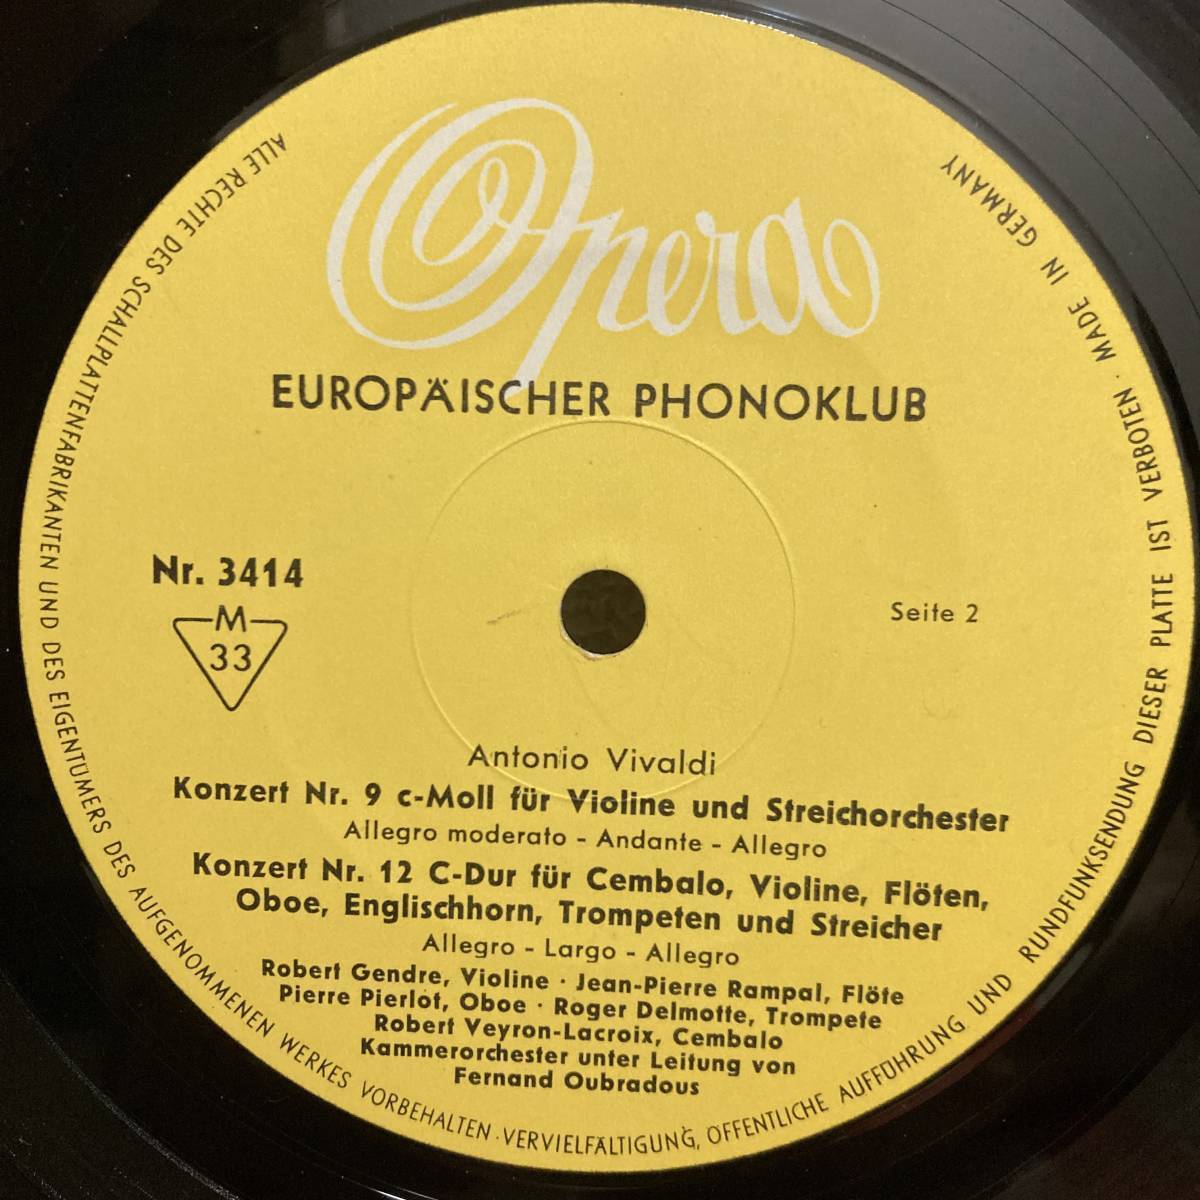 Opera
EUROPÄISCHER PHONOKLUB
Nr. 3414
M
33
Seite 2
Antonio Vivaldi
Konzert Nr. 9 c-Moll für Violine und Streichorchester
Allegro moderato - Andante - Allegro
Konzert Nr. 12 C-Dur für Cembalo, Violine, Flöten,
Oboe, Englischhorn, Trompeten und Streicher
Allegro - Largo - Allegro
Robert Gendre, Violine · Jean-Pierre Rampal, Flöte
Pierre Pierlot, Oboe · Roger Delmotte, Trompete
Robert Veyron-Lacroix, Cembalo
Kammerorchester unter Leitung von
Fernand Oubradous
ALLE RECHTE DES SCHALLPLATTENFABRIKANTEN UND DES EIGENTÜMERS DES AUFGENOMMENEN WERKES VORBEHALTEN · VERVIELFÄLTIGUNG, ÖFFENTLICHE AUFFÜHRUNG UND RUNDFUNKSENDUNG DIESER PLATTE IST VERBOTEN · MADE IN GERMANY